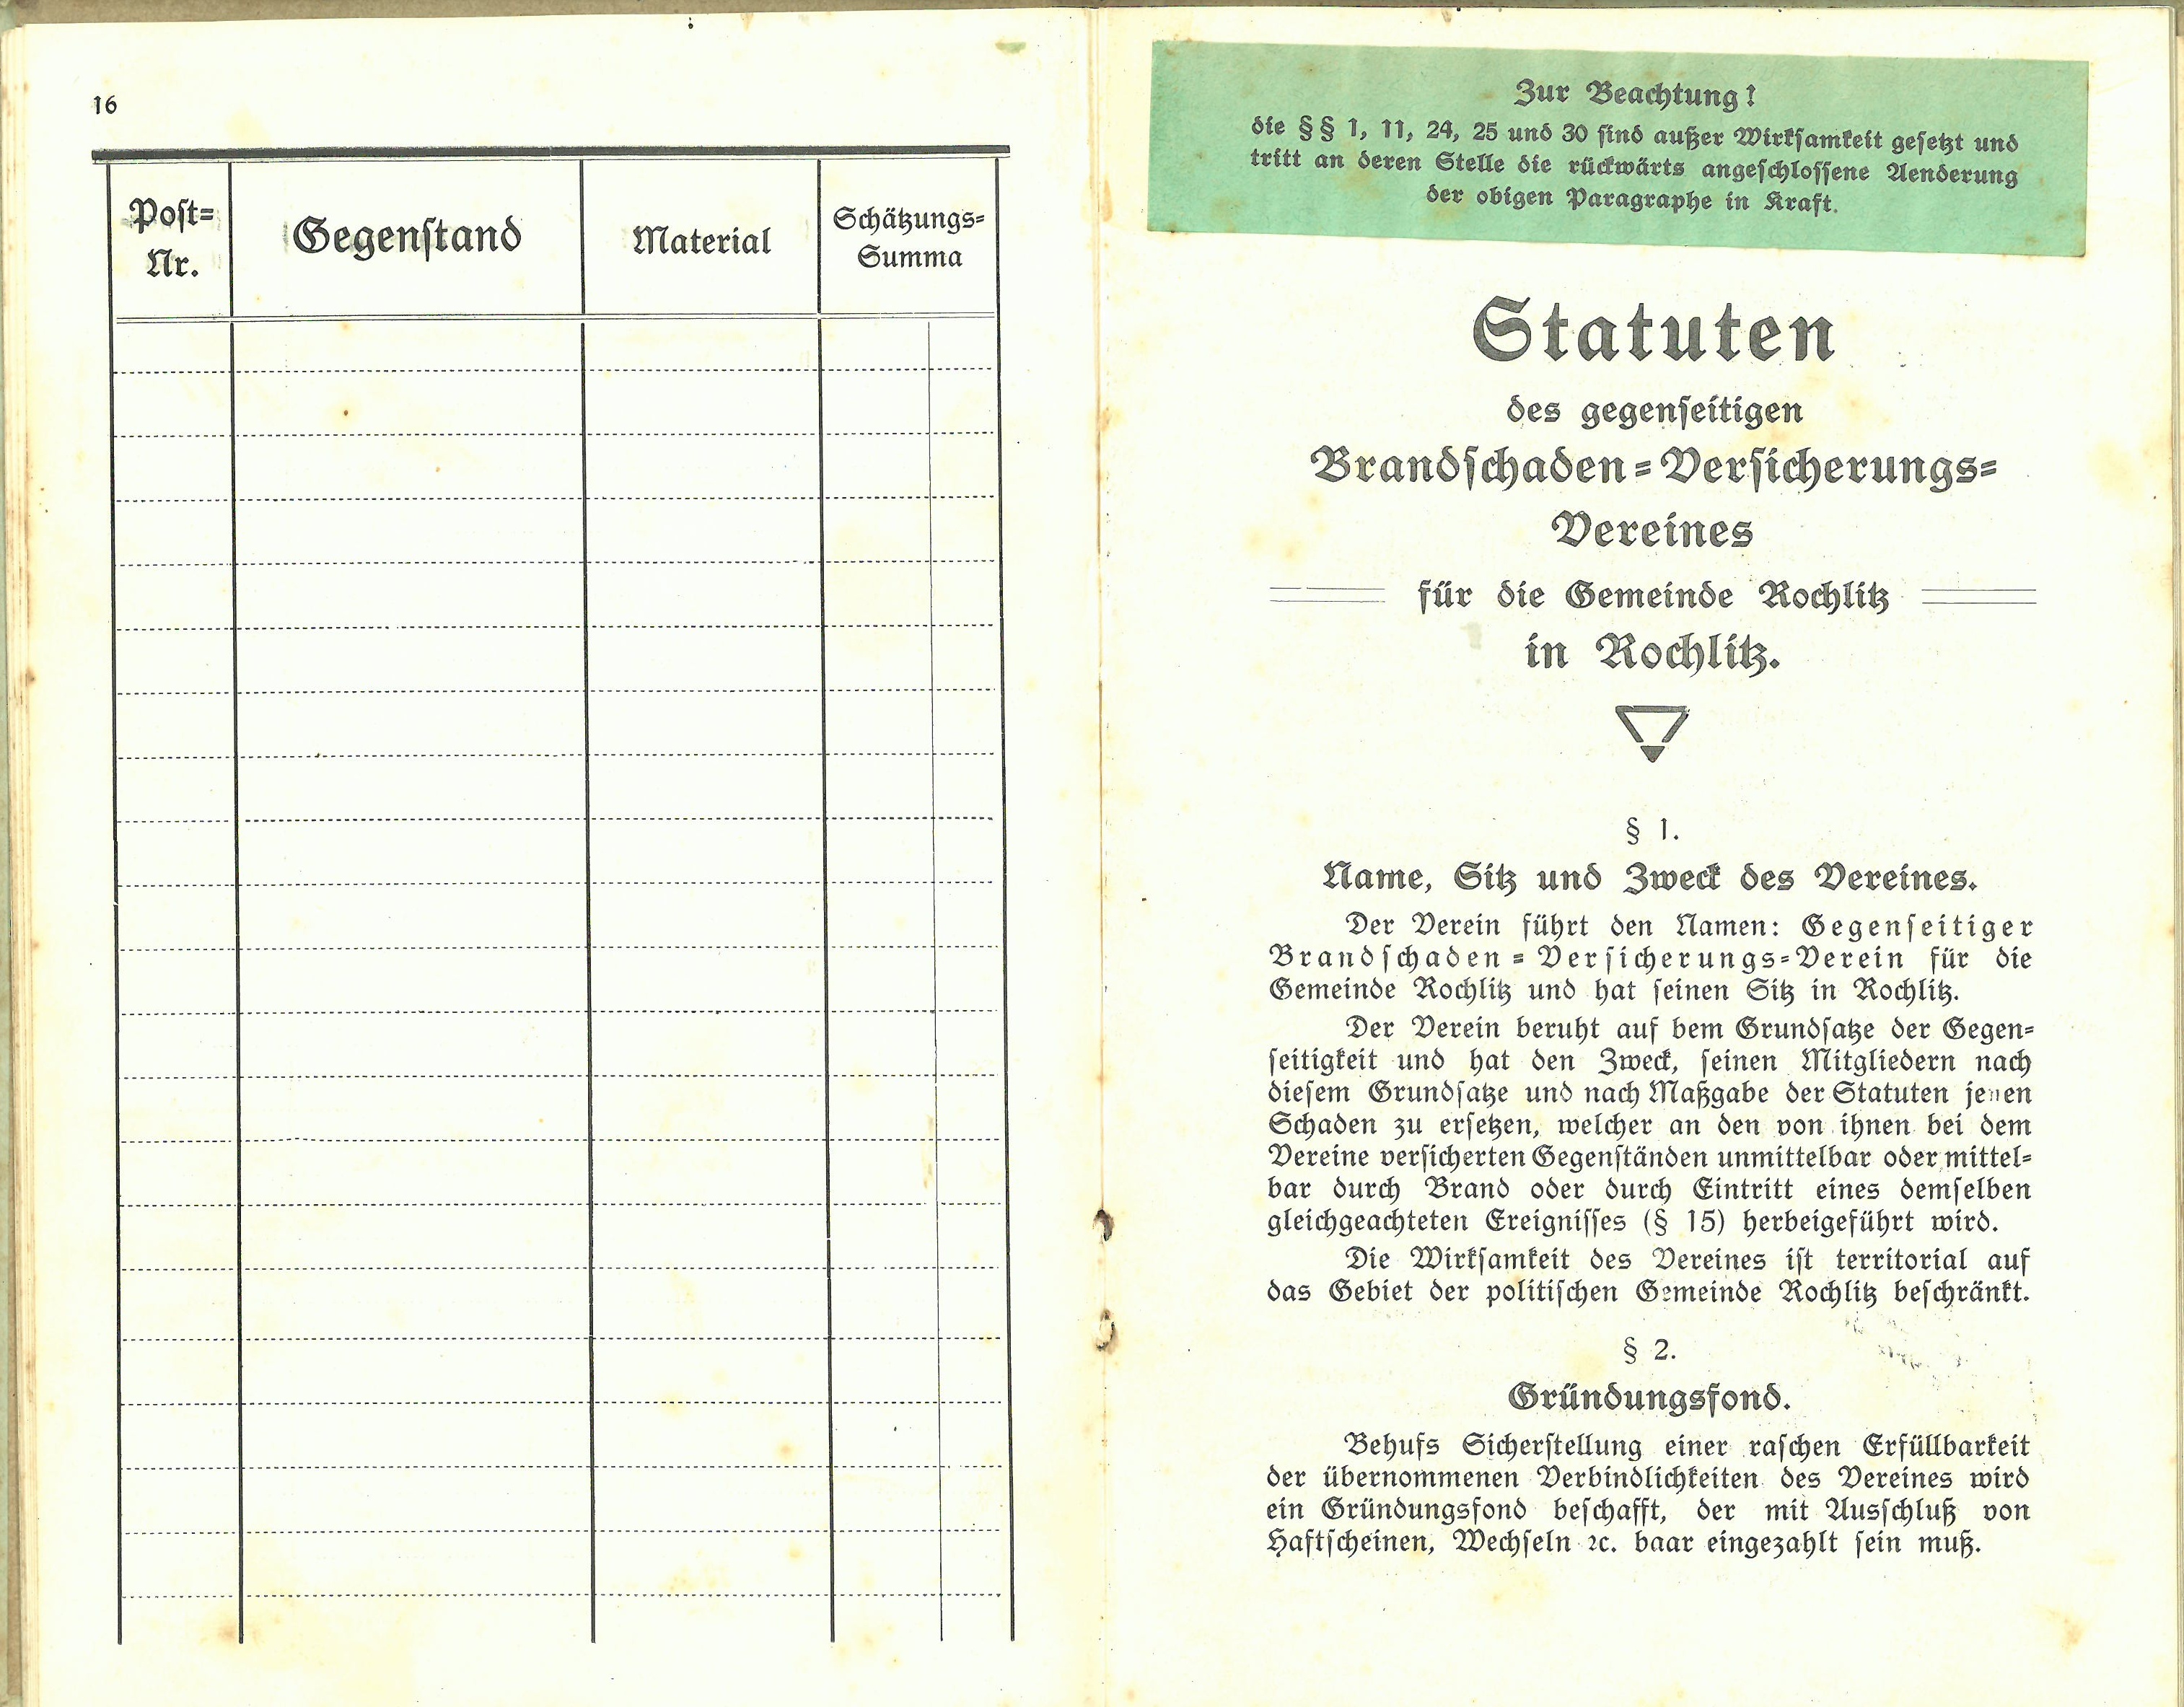 16
Post-
Nr.
Gegenstand
Material
Schätzungs-
Summa
Zur Beachtung!
die §§ 1, 11, 24, 25 und 30 sind außer Wirksamkeit gesetzt und
tritt an deren Stelle die rückwärts angeschlossene Aenderung
der obigen Paragraphe in Kraft.
Statuten
des gegenseitigen
Brandschaden-Versicherungs-
Vereines
für die Gemeinde Rochlitz
in Rochlitz.
§ 1.
Name, Sitz und Zweck des Vereines.
Der Verein führt den Namen: Gegenseitiger
Brandschaden-Versicherungs-Verein für die
Gemeinde Rochlitz und hat seinen Sitz in Rochlitz.
Der Verein beruht auf bem Grundsatze der Gegen-
seitigkeit und hat den Zweck, seinen Mitgliedern nach
diesem Grundsatze und nach Maßgabe der Statuten jenen
Schaden zu ersetzen, welcher an den von ihnen bei dem
Vereine versicherten Gegenständen unmittelbar oder mittel-
bar durch Brand oder durch Eintritt eines demselben
gleichgeachteten Ereignisses (§ 15) herbeigeführt wird.
Die Wirksamkeit des Vereines ist territorial auf
das Gebiet der politischen Gemeinde Rochlitz beschränkt.
§ 2.
Gründungsfond.
Behufs Sicherstellung einer raschen Erfüllbarkeit
der übernommenen Verbindlichkeiten des Vereines wird
ein Gründungsfond beschafft, der mit Ausschluß von
Haftscheinen, Wechseln ꝛc. baar eingezahlt sein muß.